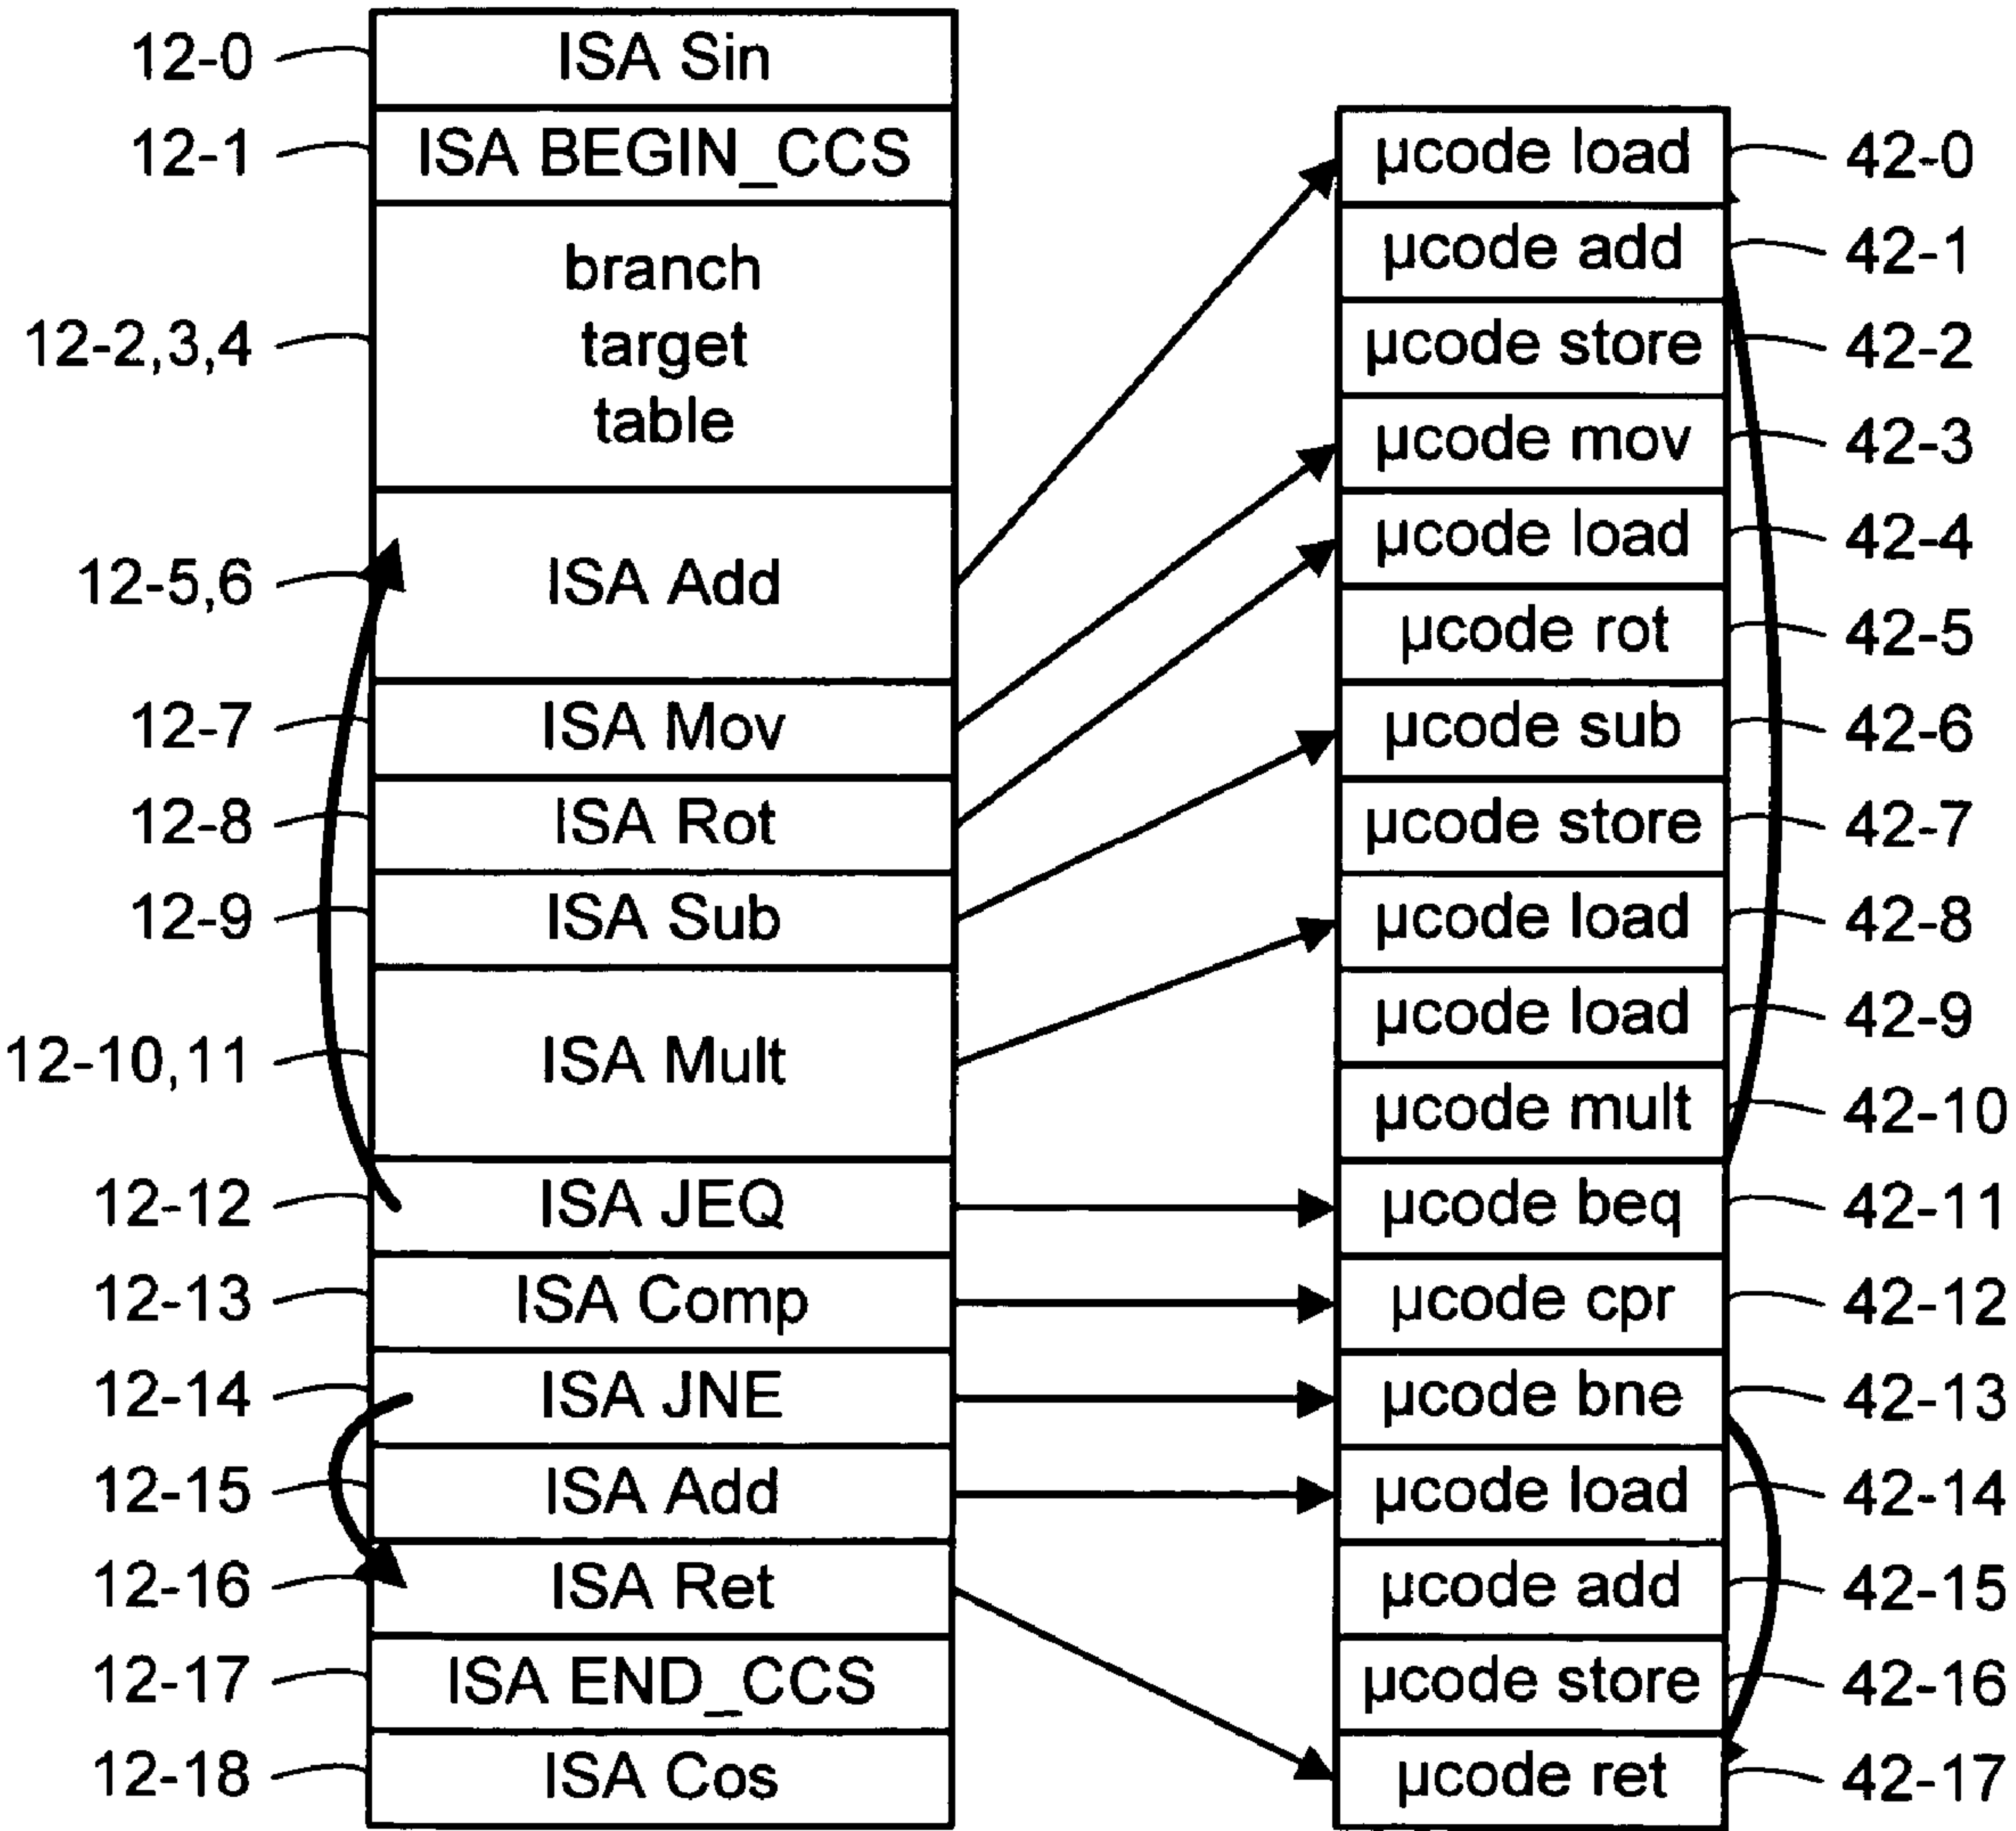 12-0
ISA Sin
12-1
ISA BEGIN_CCS
12-2,3,4
branch
target
table
12-5,6
ISA Add
12-7
ISA Mov
12-8
ISA Rot
12-9
ISA Sub
12-10,11
ISA Mult
12-12
ISA JEQ
12-13
ISA Comp
12-14
ISA JNE
12-15
ISA Add
12-16
ISA Ret
12-17
ISA END_CCS
12-18
ISA Cos
µcode load
42-0
µcode add
42-1
µcode store
42-2
µcode mov
42-3
µcode load
42-4
µcode rot
42-5
µcode sub
42-6
µcode store
42-7
µcode load
42-8
µcode load
42-9
µcode mult
42-10
µcode beq
42-11
µcode cpr
42-12
µcode bne
42-13
µcode load
42-14
µcode add
42-15
µcode store
42-16
µcode ret
42-17